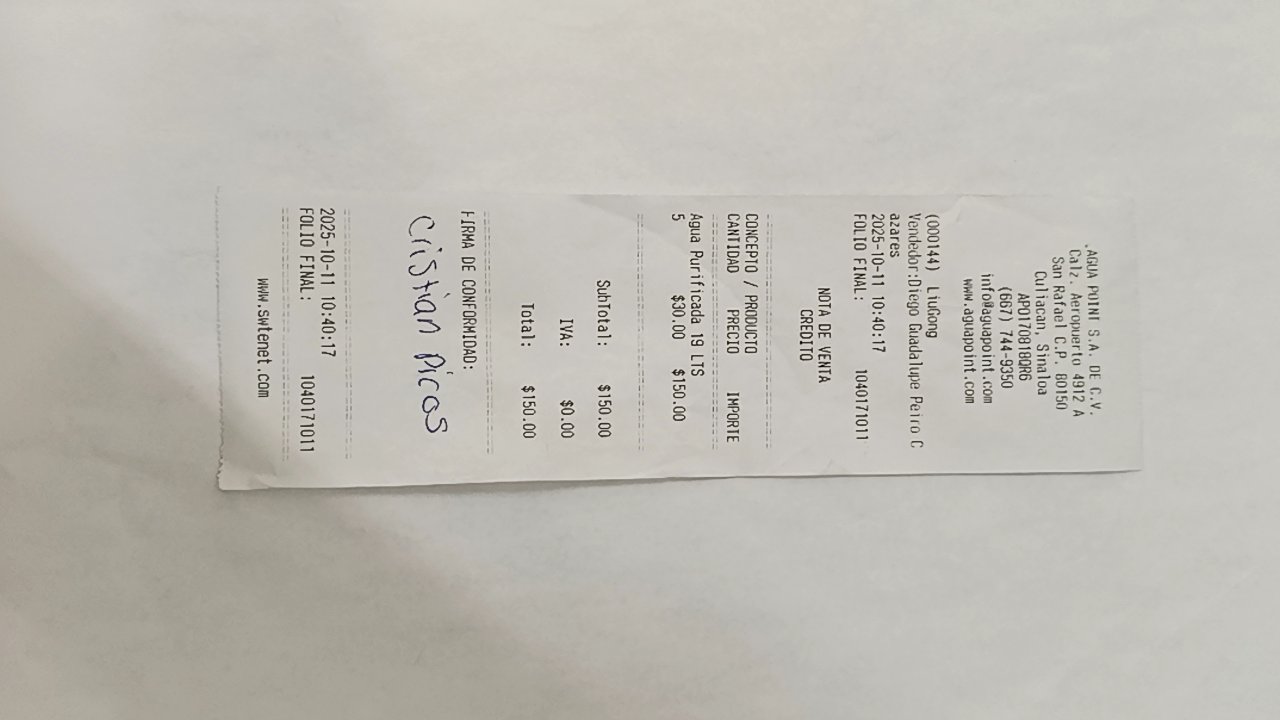 .AGUA POINT S.A. DE C.V.
Calz. Aeropuerto 4912 A
San Rafael C.P. 80150
Culiacan, Sinaloa
APO170818QR6
(667) 744-9350
info@aguapoint.com
www.aguapoint.com
(000144) LiuGong
Vendedor:Diego Guadalupe Peiro C
azares
2025-10-11 10:40:17
FOLIO FINAL: 1040171011
NOTA DE VENTA
CREDITO
CONCEPTO / PRODUCTO
CANTIDAD PRECIO IMPORTE
Agua Purificada 19 LTS
5 $30.00 $150.00
SubTotal: $150.00
IVA: $0.00
Total: $150.00
FIRMA DE CONFORMIDAD:
Cristian Picos
2025-10-11 10:40:17
FOLIO FINAL: 1040171011
www.swtenet.com